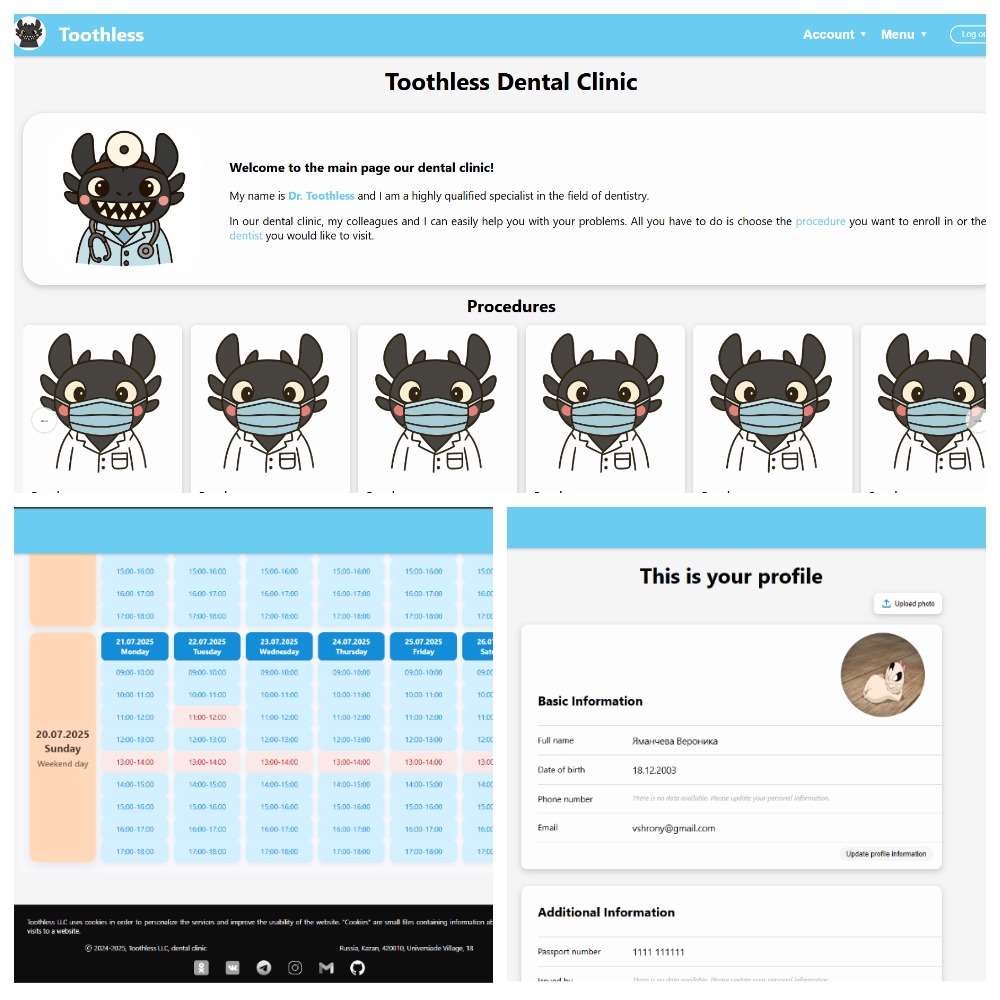 Toothless
Account ▼ Menu ▼ Log ou
Toothless Dental Clinic
Welcome to the main page our dental clinic!
My name is Dr. Toothless and I am a highly qualified specialist in the field of dentistry.
In our dental clinic, my colleagues and I can easily help you with your problems. All you have to do is choose the procedure you want to enroll in or the
dentist you would like to visit.
Procedures
15:00-16:00 15:00-16:00 15:00-16:00 15:00-16:00 15:00-16:00 15:0
16:00-17:00 16:00-17:00 16:00-17:00 16:00-17:00 16:00-17:00 16:0
17:00-18:00 17:00-18:00 17:00-18:00 17:00-18:00 17:00-18:00 17:0
20.07.2025
Sunday
Weekend day
21.07.2025 22.07.2025 23.07.2025 24.07.2025 25.07.2025 26.0
Monday Tuesday Wednesday Thursday Friday Satu
09:00-10:00 09:00-10:00 09:00-10:00 09:00-10:00 09:00-10:00 09:0
10:00-11:00 10:00-11:00 10:00-11:00 10:00-11:00 10:00-11:00 10:0
11:00-12:00 11:00-12:00 11:00-12:00 11:00-12:00 11:00-12:00 11:0
12:00-13:00 12:00-13:00 12:00-13:00 12:00-13:00 12:00-13:00 12:0
13:00-14:00 13:00-14:00 13:00-14:00 13:00-14:00 13:00-14:00 13:0
14:00-15:00 14:00-15:00 14:00-15:00 14:00-15:00 14:00-15:00 14:0
15:00-16:00 15:00-16:00 15:00-16:00 15:00-16:00 15:00-16:00 15:0
16:00-17:00 16:00-17:00 16:00-17:00 16:00-17:00 16:00-17:00 16:0
17:00-18:00 17:00-18:00 17:00-18:00 17:00-18:00 17:00-18:00 17:0
Toothless LLC uses cookies in order to personalize the services and improve the usability of the website. "Cookies" are small files containing information ab
visits to a website.
© 2024-2025, Toothless LLC, dental clinic
Russia, Kazan, 420010, Universiade Village, 18
This is your profile
Upload photo
Basic Information
Full name Яманчева Вероника
Date of birth 18.12.2003
Phone number There is no data available. Please update your personal information.
Email vshrony@gmail.com
Update profile information
Additional Information
Passport number 1111 111111
Issued by There is no data available. Please update your personal information.